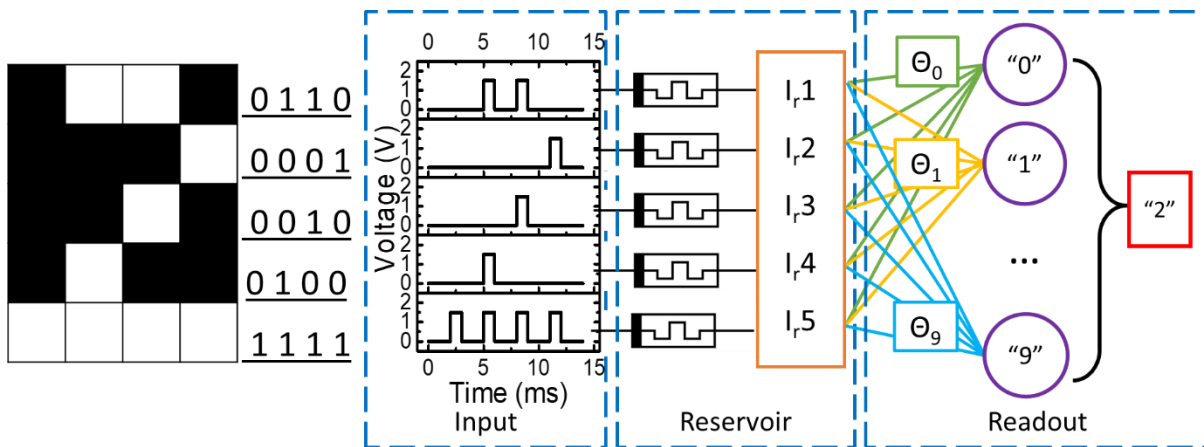 0 1 1 0
0 0 0 1
0 0 1 0
0 1 0 0
1 1 1 1
0 5 10 15
Voltage (V)
2
1
0
2
1
0
2
1
0
2
1
0
2
1
0
0 5 10 15
Time (ms)
Input
Iᵣ1
Iᵣ2
Iᵣ3
Iᵣ4
Iᵣ5
Reservoir
Θ₀
Θ₁
Θ₉
“0”
“1”
...
“9”
“2”
Readout